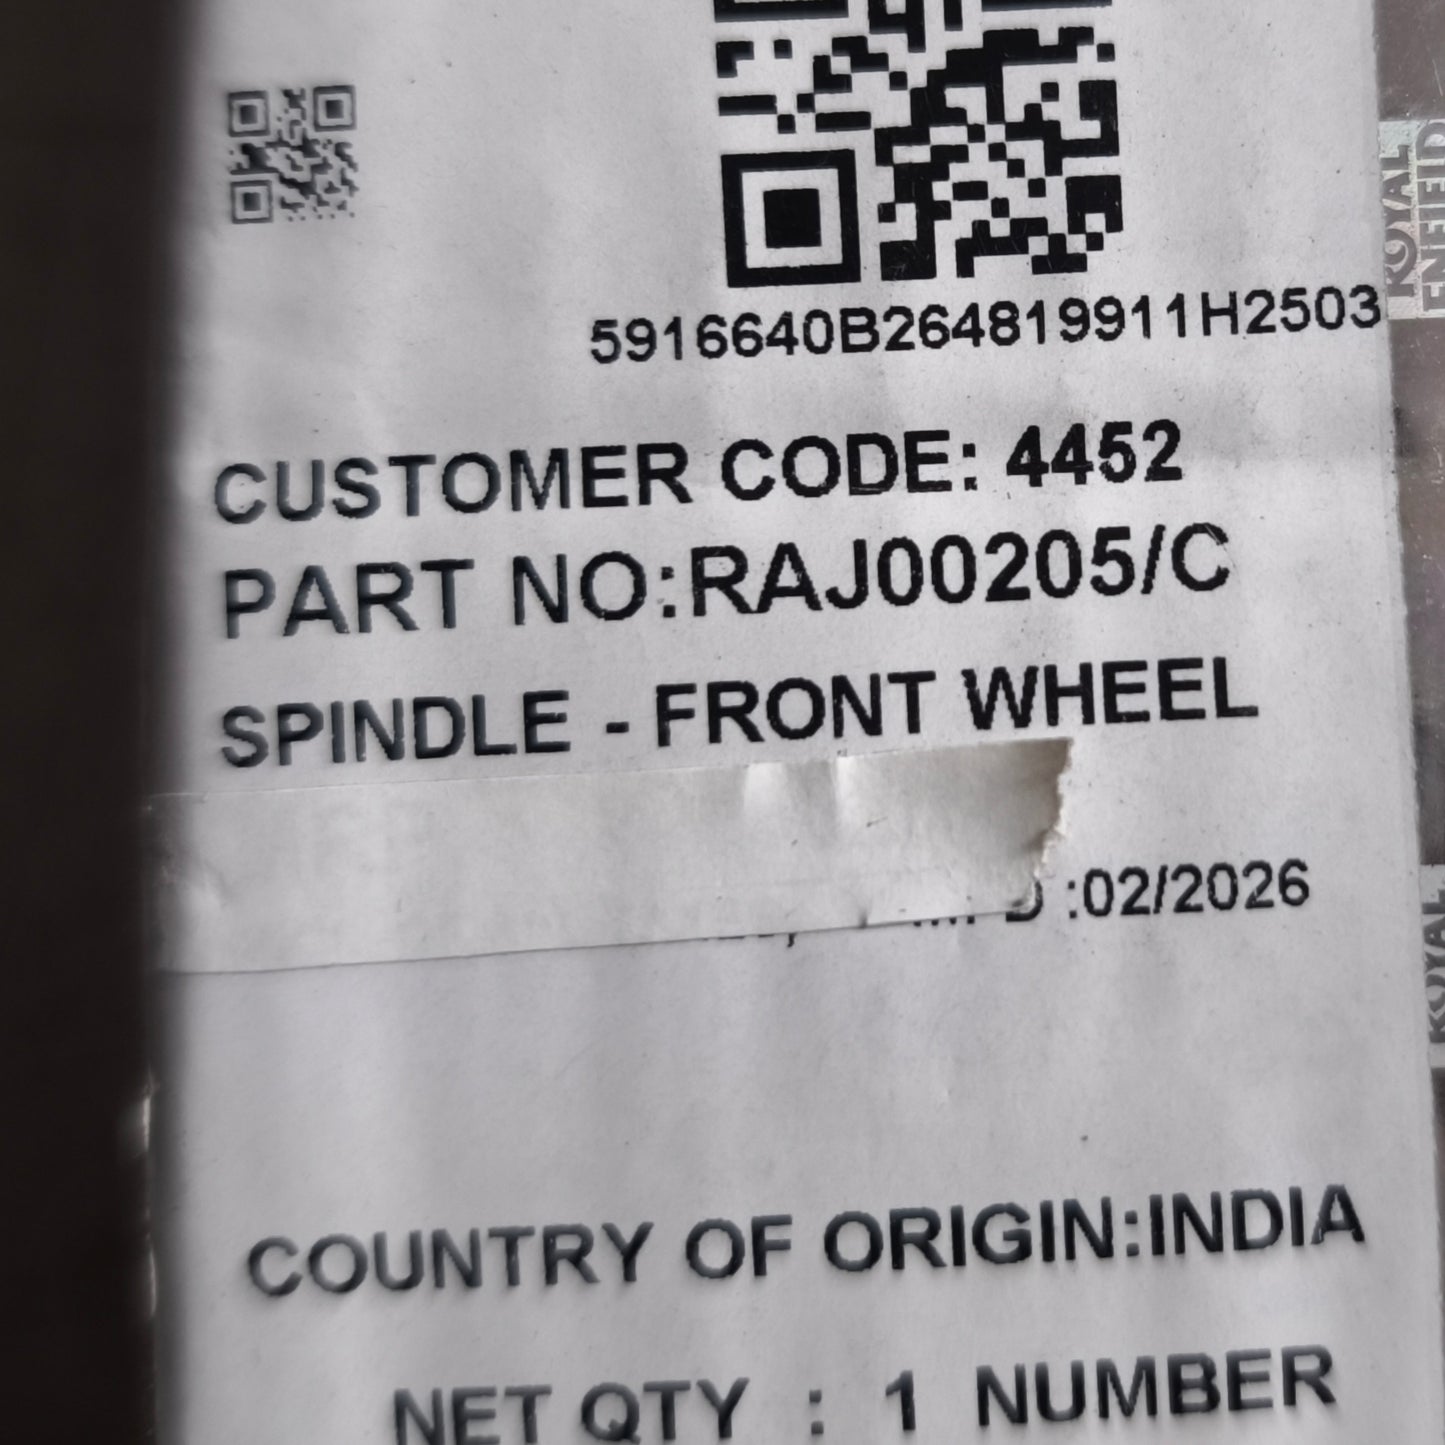 5916640B264819911H2503
CUSTOMER CODE: 4452
PART NO:RAJ00205/C
SPINDLE - FRONT WHEEL
:02/2026
COUNTRY OF ORIGIN:INDIA
NET QTY : 1 NUMBER
ROYAL
ENFIELD
ROYAL